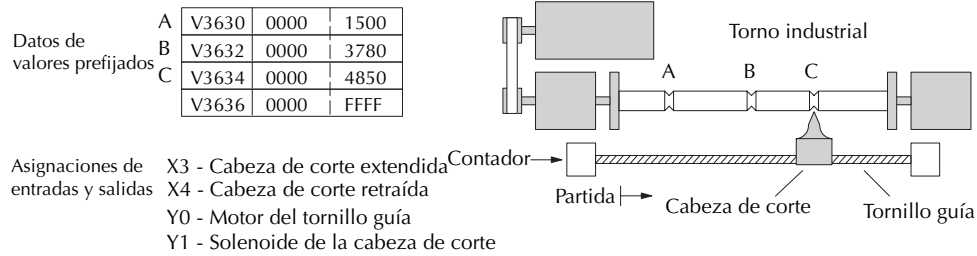 Datos de
valores prefijados
A V3630 0000 1500
B V3632 0000 3780
C V3634 0000 4850
V3636 0000 FFFF
Torno industrial
A B C
Contador
Partida
Cabeza de corte
Tornillo guía
Asignaciones de
entradas y salidas
X3 - Cabeza de corte extendida
X4 - Cabeza de corte retraída
Y0 - Motor del tornillo guía
Y1 - Solenoide de la cabeza de corte